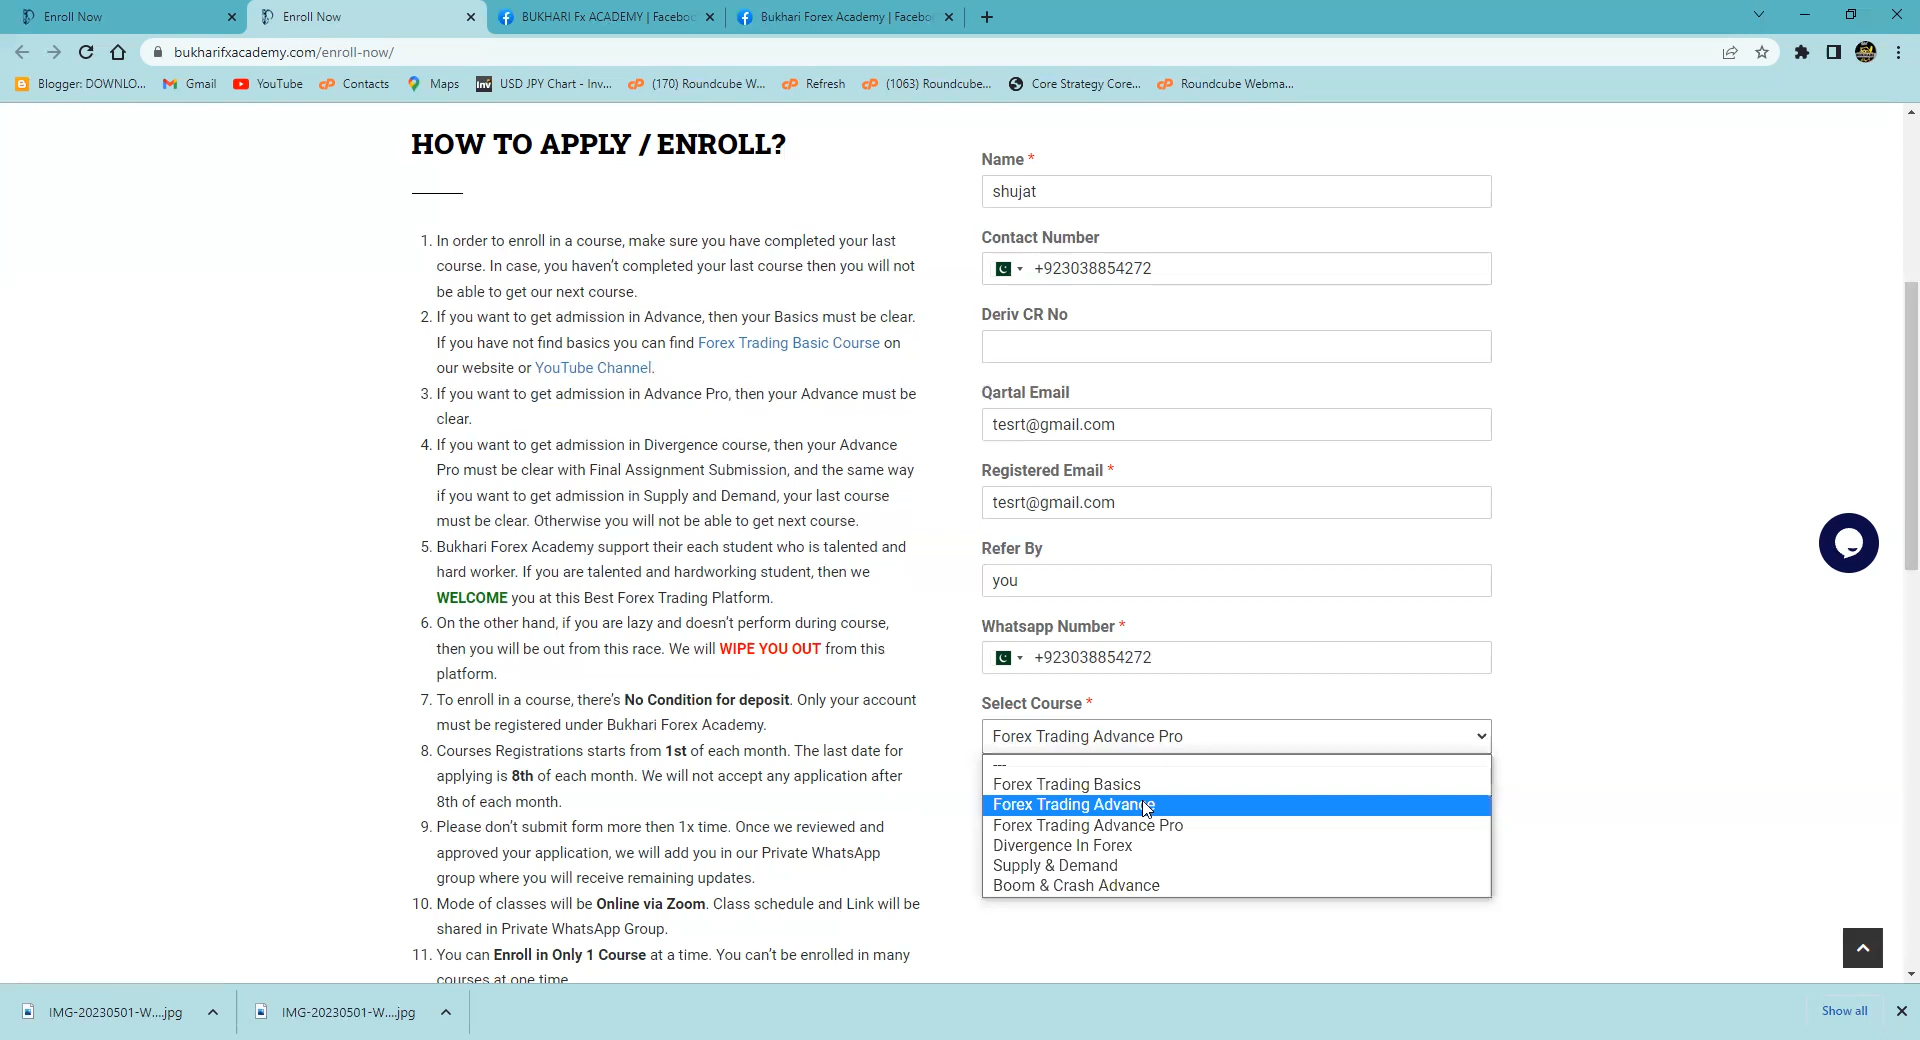 Enroll Now
Enroll Now
BUKHARI Fx ACADEMY | Facebo
Bukhari Forex Academy | Facebo
bukharifxacademy.com/enroll-now/
Blogger: DOWNLO...
Gmail
YouTube
Contacts
Maps
Inv
USD JPY Chart - Inv...
(170) Roundcube W...
Refresh
(1063) Roundcube...
Core Strategy Core...
Roundcube Webma...
HOW TO APPLY / ENROLL?
1. In order to enroll in a course, make sure you have completed your last
course. In case, you haven’t completed your last course then you will not
be able to get our next course.
2. If you want to get admission in Advance, then your Basics must be clear.
If you have not find basics you can find Forex Trading Basic Course on
our website or YouTube Channel.
3. If you want to get admission in Advance Pro, then your Advance must be
clear.
4. If you want to get admission in Divergence course, then your Advance
Pro must be clear with Final Assignment Submission, and the same way
if you want to get admission in Supply and Demand, your last course
must be clear. Otherwise you will not be able to get next course.
5. Bukhari Forex Academy support their each student who is talented and
hard worker. If you are talented and hardworking student, then we
WELCOME you at this Best Forex Trading Platform.
6. On the other hand, if you are lazy and doesn’t perform during course,
then you will be out from this race. We will WIPE YOU OUT from this
platform.
7. To enroll in a course, there’s No Condition for deposit. Only your account
must be registered under Bukhari Forex Academy.
8. Courses Registrations starts from 1st of each month. The last date for
applying is 8th of each month. We will not accept any application after
8th of each month.
9. Please don’t submit form more then 1x time. Once we reviewed and
approved your application, we will add you in our Private WhatsApp
group where you will receive remaining updates.
10. Mode of classes will be Online via Zoom. Class schedule and Link will be
shared in Private WhatsApp Group.
11. You can Enroll in Only 1 Course at a time. You can’t be enrolled in many
courses at one time
Name *
shujat
Contact Number
+923038854272
Deriv CR No
Qartal Email
tesrt@gmail.com
Registered Email *
tesrt@gmail.com
Refer By
you
Whatsapp Number *
+923038854272
Select Course *
Forex Trading Advance Pro
---
Forex Trading Basics
Forex Trading Advance
Forex Trading Advance Pro
Divergence In Forex
Supply & Demand
Boom & Crash Advance
IMG-20230501-W....jpg
IMG-20230501-W....jpg
Show all